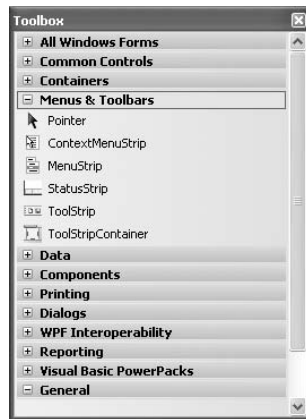 Toolbox
All Windows Forms
Common Controls
Containers
Menus & Toolbars
Pointer
ContextMenuStrip
MenuStrip
StatusStrip
ToolStrip
ToolStripContainer
Data
Components
Printing
Dialogs
WPF Interoperability
Reporting
Visual Basic PowerPacks
General